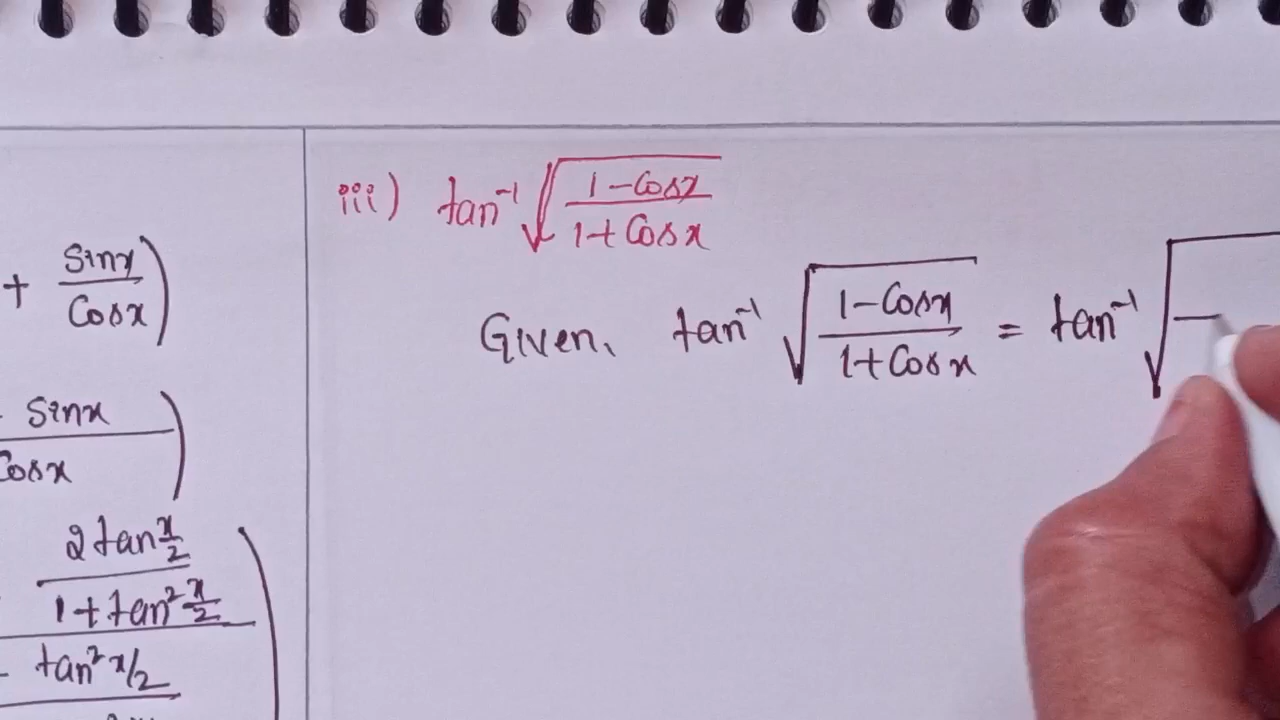 iii) tan⁻¹ √((1-Cosx)/(1+Cosx))
Given, tan⁻¹ √((1-Cosx)/(1+Cosx)) = tan⁻¹ √
+ Sinx/Cosx)
- Sinx
Cosx )
2tan x/2
1+tan² x/2
- tan² x/2